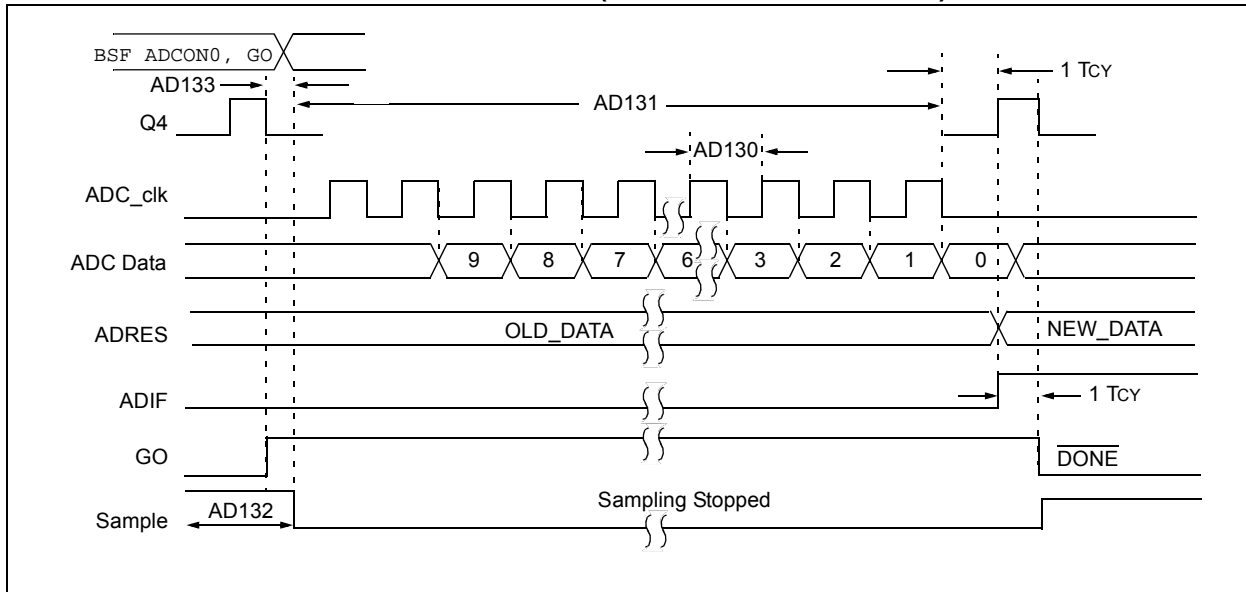 BSF ADCON0, GO
1 TCY
AD133
AD131
Q4
AD130
ADC_clk
ADC Data
9 8 7 6 3 2 1 0
ADRES
OLD_DATA
NEW_DATA
ADIF
1 TCY
GO
DONE
Sampling Stopped
AD132
Sample